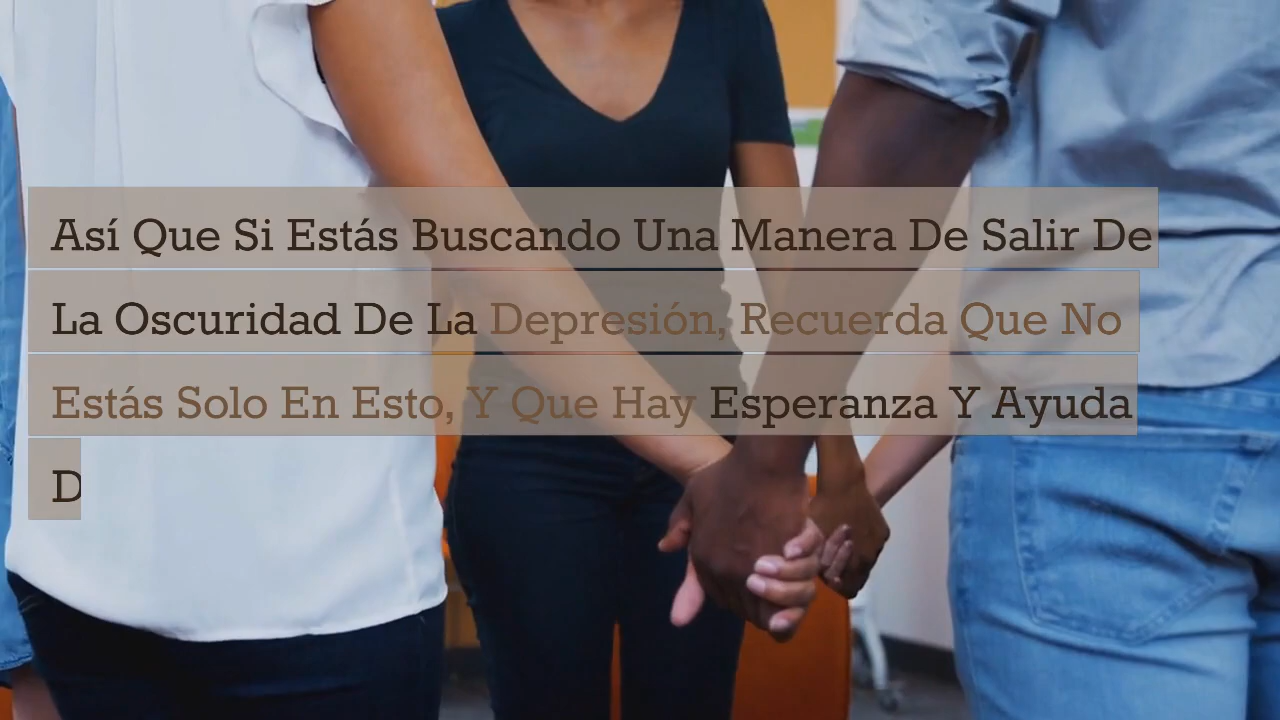 Así Que Si Estás Buscando Una Manera De Salir De
La Oscuridad De La Depresión, Recuerda Que No
Estás Solo En Esto, Y Que Hay Esperanza Y Ayuda
D